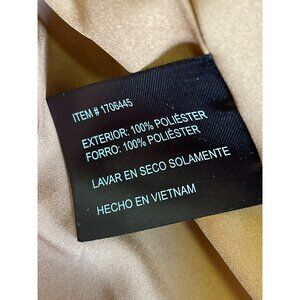 ITEM # 1706445
EXTERIOR: 100% POLIÉSTER
FORRO: 100% POLIÉSTER
LAVAR EN SECO SOLAMENTE
HECHO EN VIETNAM